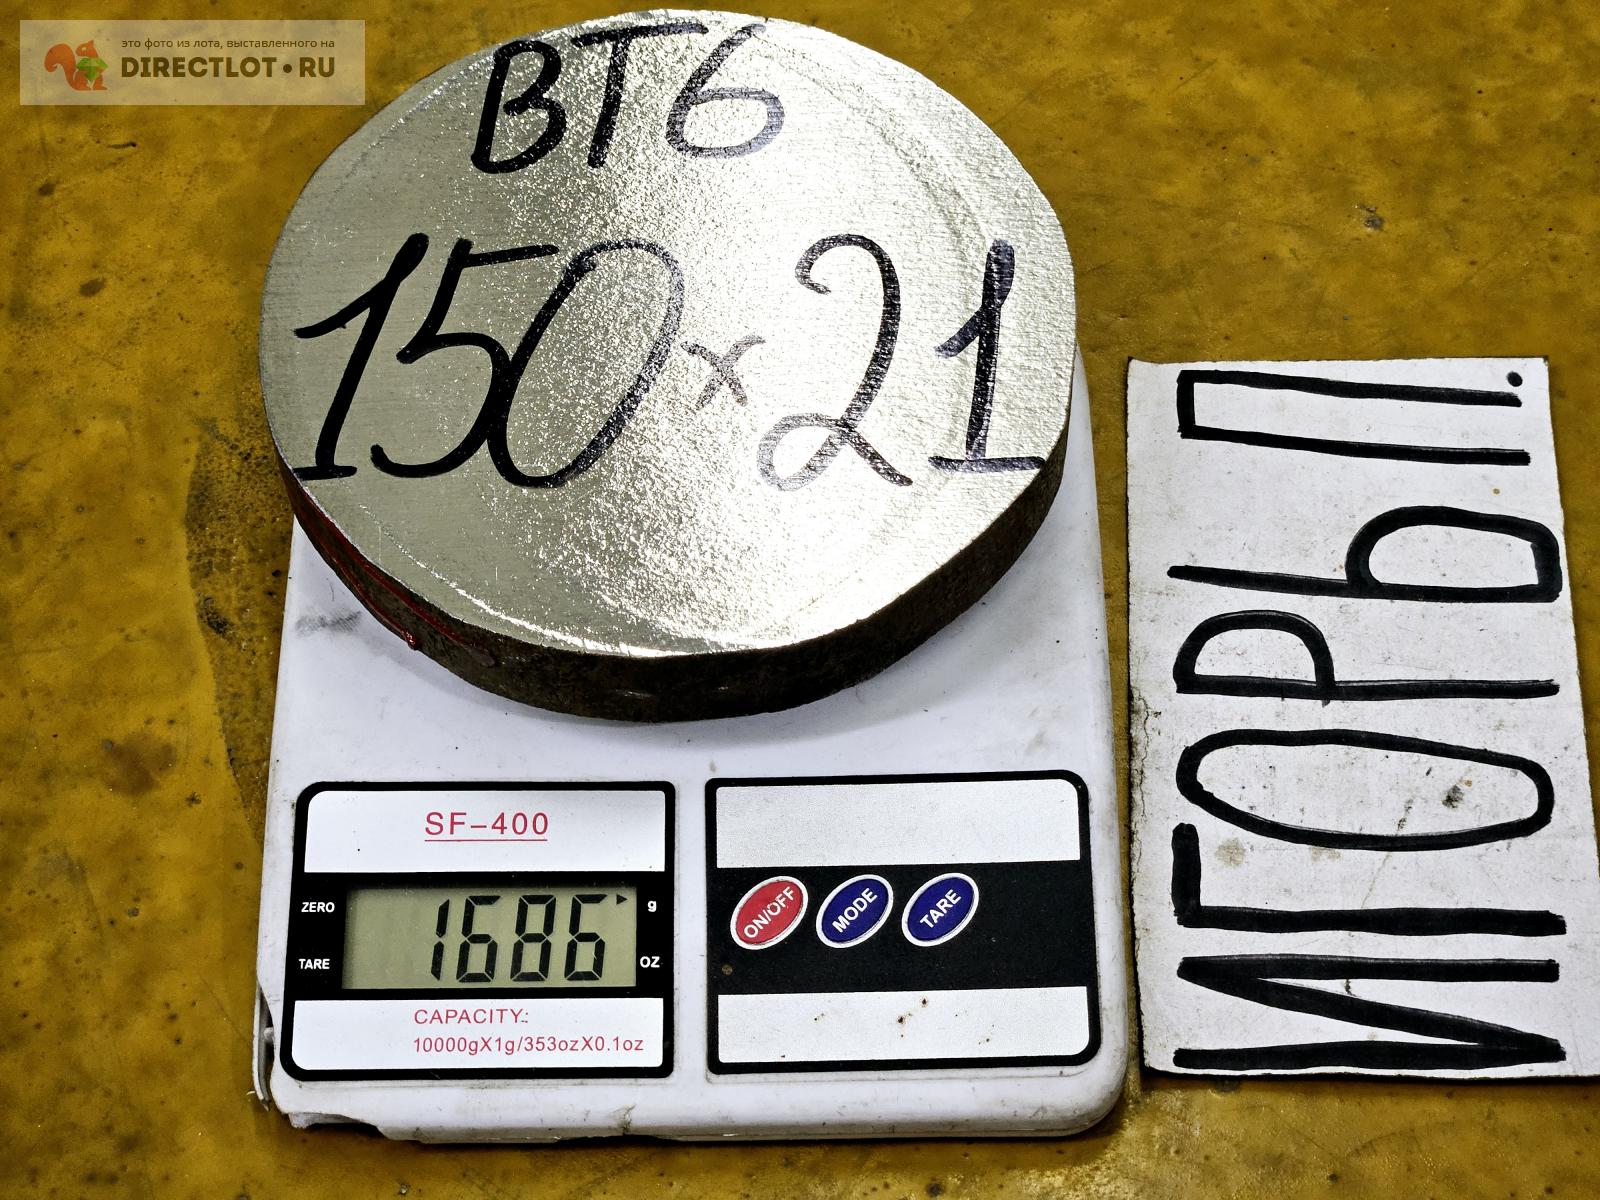 это фото из лота, выставленного на
DIRECTLOT•RU
ВТ6
150×21
SF-400
ZERO
1686
g
TARE
OZ
CAPACITY:
10000gX1g/353ozX0.1oz
ON/OFF
MODE
TARE
ИГОРЬ П.